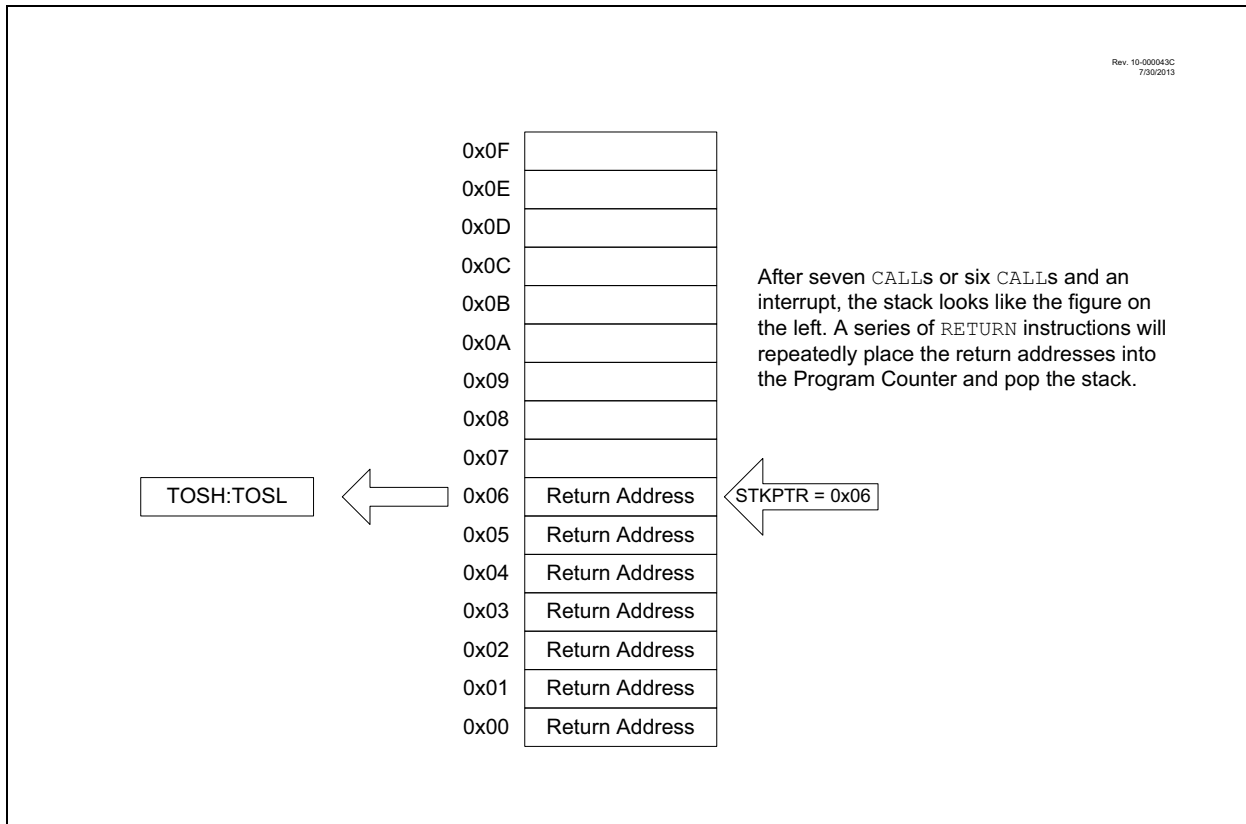 Rev. 10-000043C
7/30/2013
0x0F
0x0E
0x0D
0x0C
0x0B
0x0A
0x09
0x08
0x07
TOSH:TOSL
0x06 Return Address STKPTR = 0x06
0x05 Return Address
0x04 Return Address
0x03 Return Address
0x02 Return Address
0x01 Return Address
0x00 Return Address
After seven CALLs or six CALLs and an
interrupt, the stack looks like the figure on
the left. A series of RETURN instructions will
repeatedly place the return addresses into
the Program Counter and pop the stack.